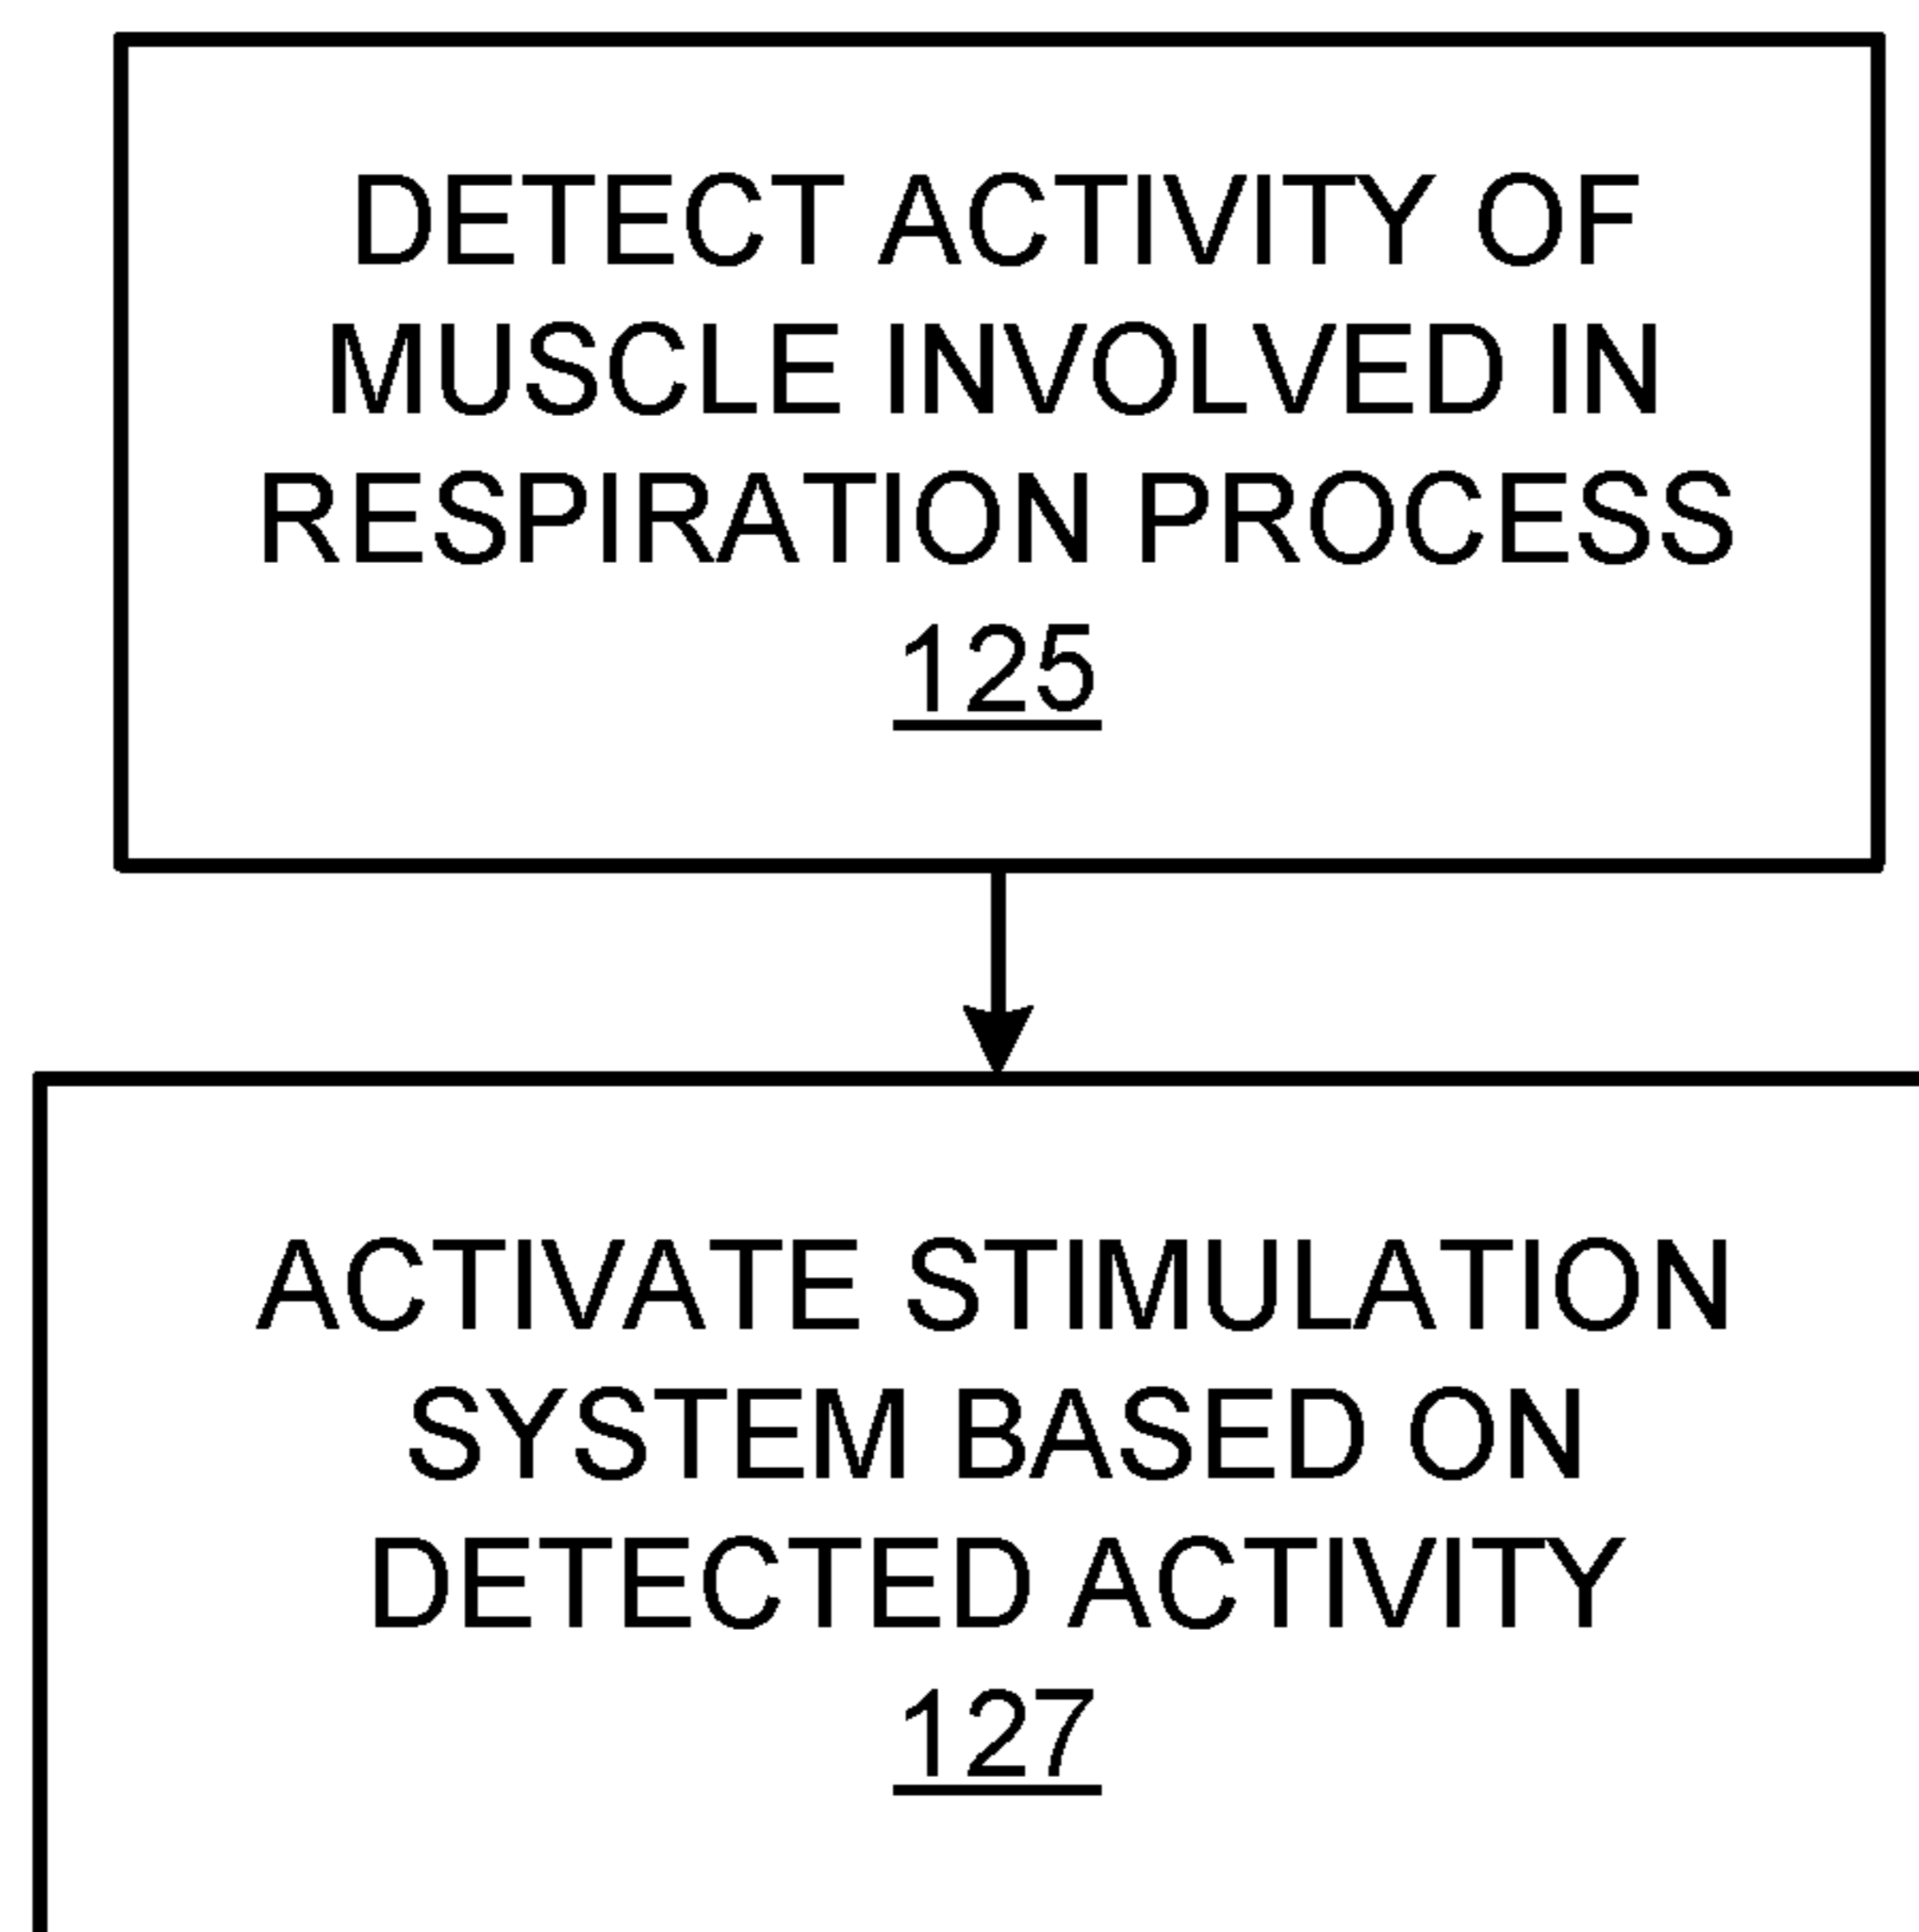 DETECT ACTIVITY OF
MUSCLE INVOLVED IN
RESPIRATION PROCESS
125
ACTIVATE STIMULATION
SYSTEM BASED ON
DETECTED ACTIVITY
127